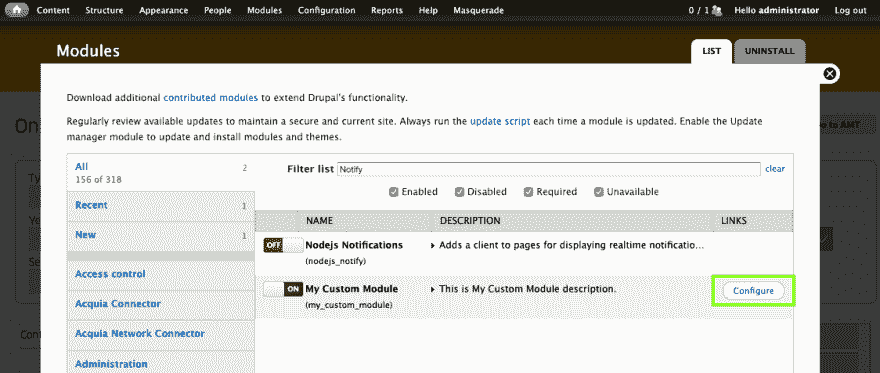 Content Structure Appearance People Modules Configuration Reports Help Masquerade 0 / 1 Hello administrator Log out
Modules
LIST UNINSTALL
Download additional contributed modules to extend Drupal's functionality.
Regularly review available updates to maintain a secure and current site. Always run the update script each time a module is updated. Enable the Update
manager module to update and install modules and themes.
All 2
156 of 318
Recent 1
New 1
Access control
Acquia Connector
Acquia Network Connector
Administration
Filter list Notify clear
Enabled Disabled Required Unavailable
NAME DESCRIPTION LINKS
OFF Nodejs Notifications Adds a client to pages for displaying realtime notificatio...
(nodejs_notify)
ON My Custom Module This is My Custom Module description. Configure
(my_custom_module)